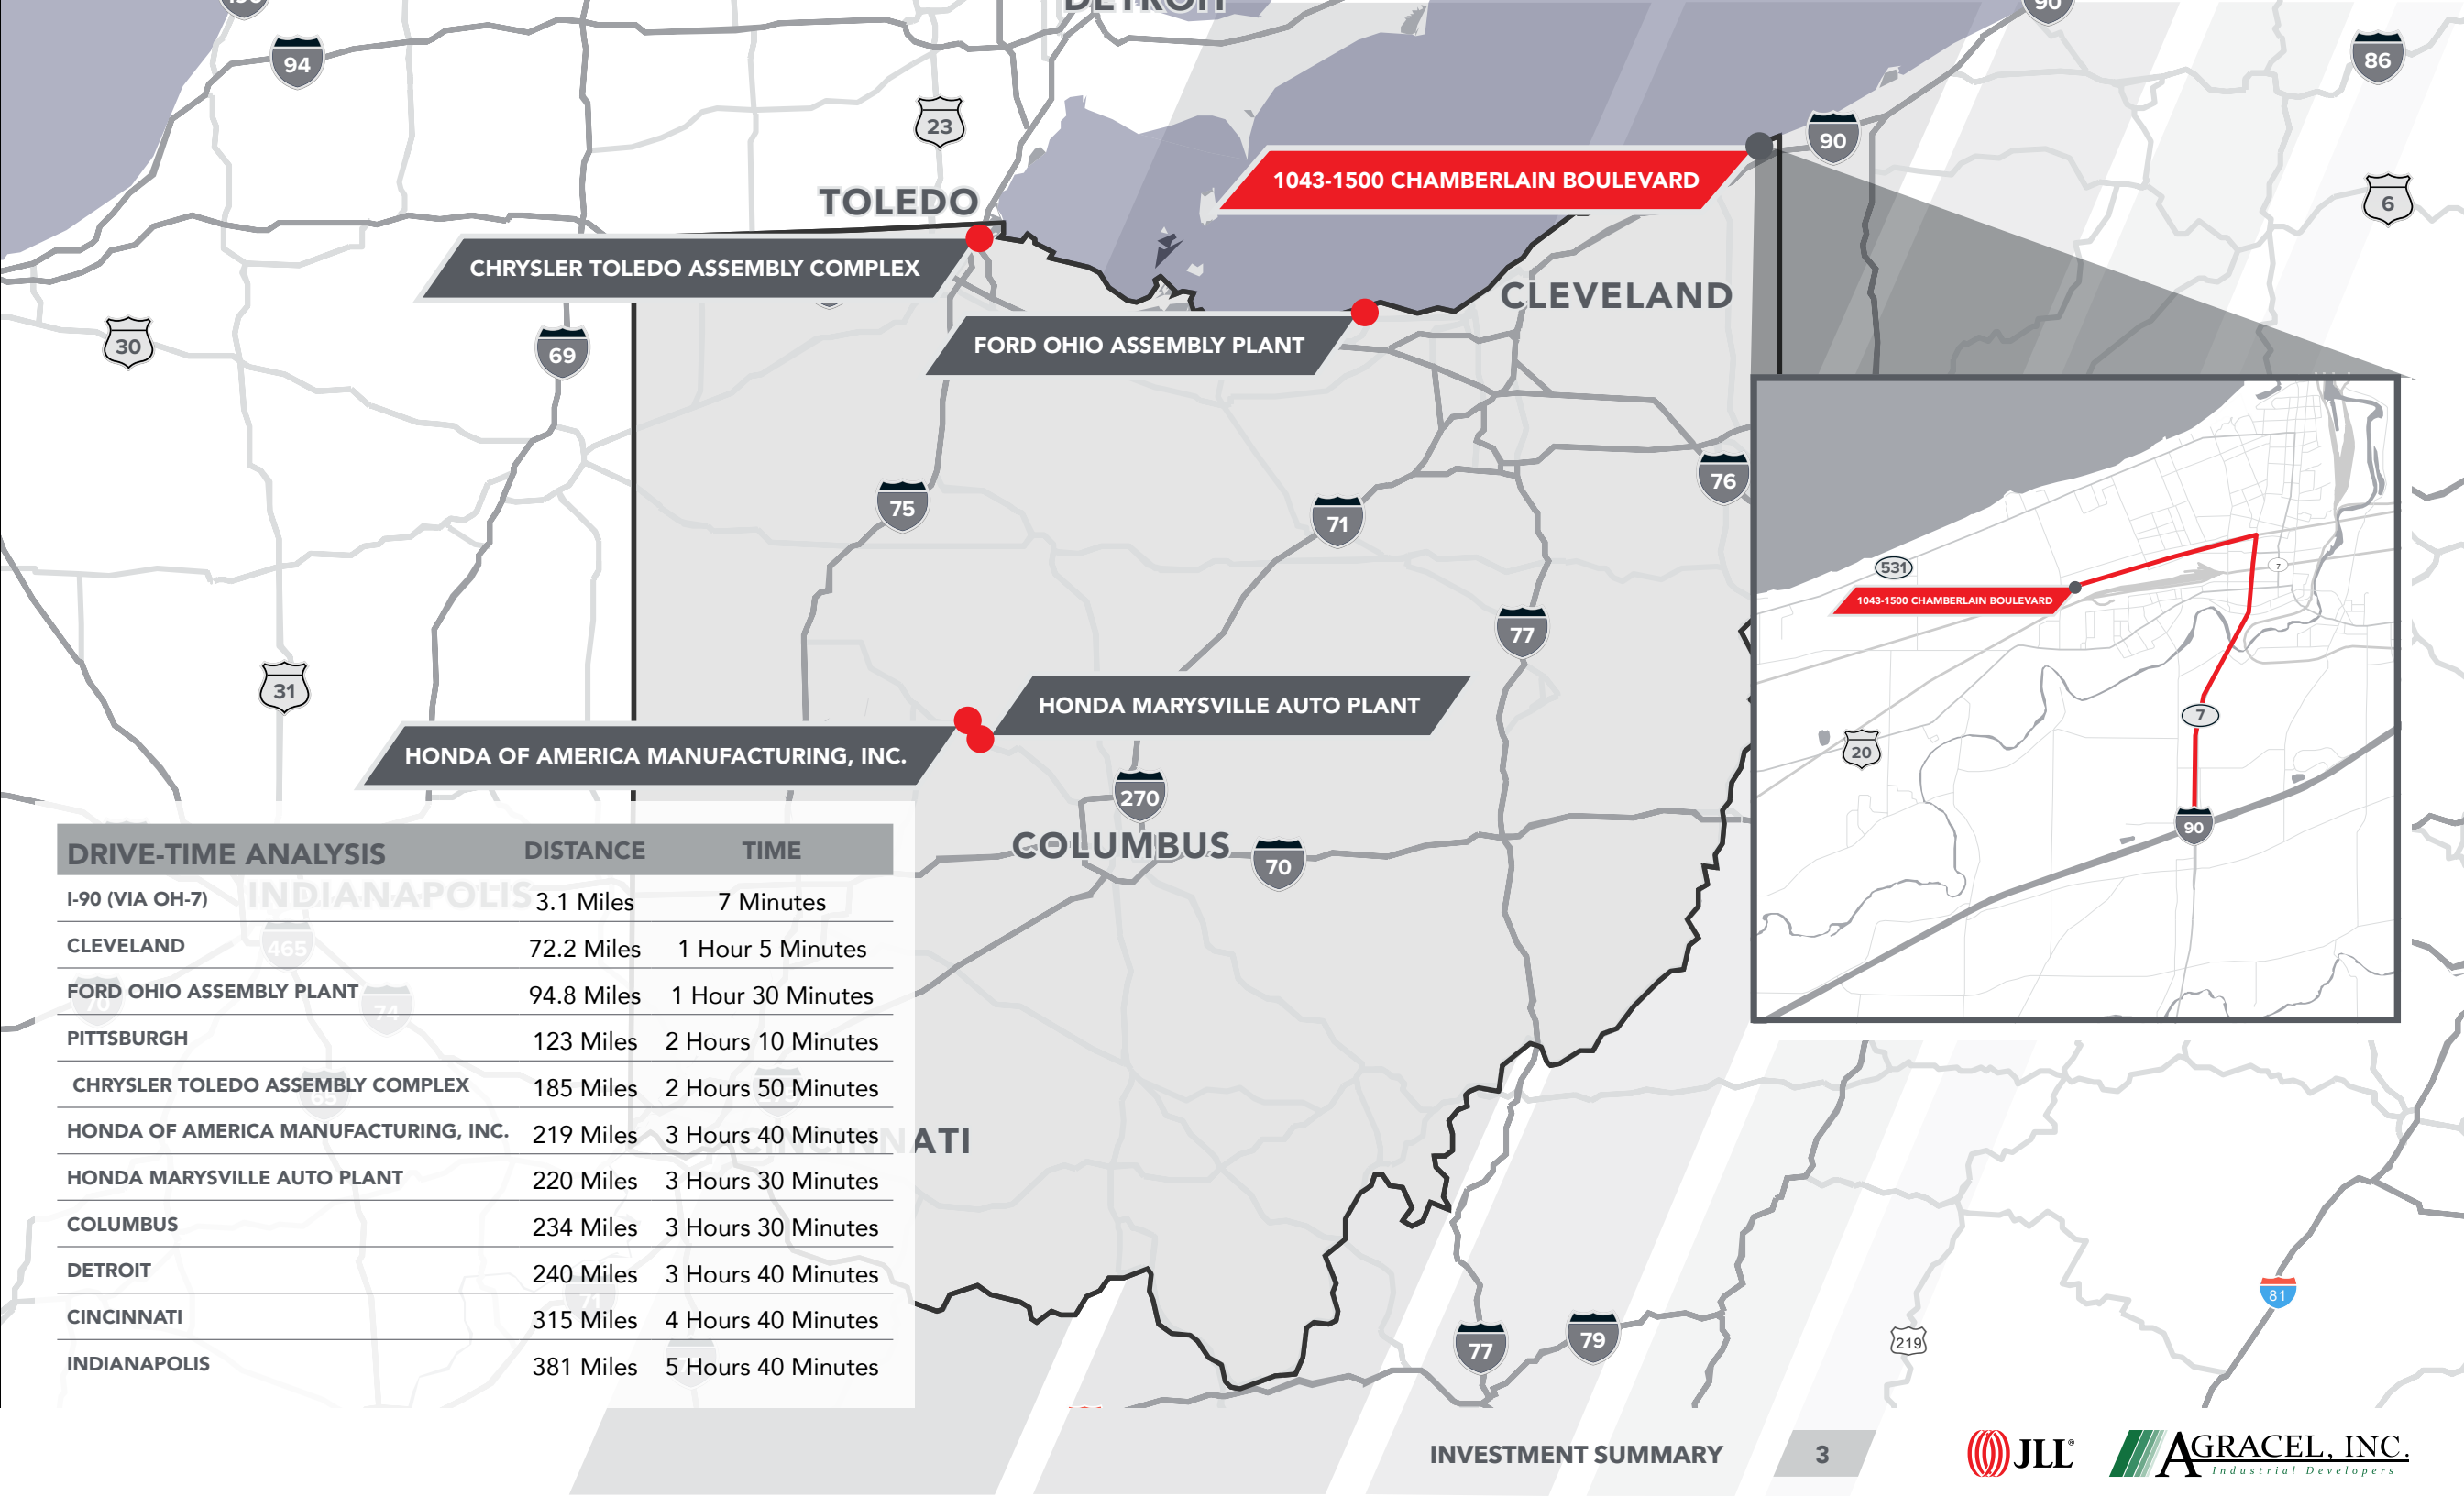 DETROIT
90
94
86
23
90
1043-1500 CHAMBERLAIN BOULEVARD
TOLEDO
6
CHRYSLER TOLEDO ASSEMBLY COMPLEX
CLEVELAND
30
69
FORD OHIO ASSEMBLY PLANT
76
75
71
531
7
1043-1500 CHAMBERLAIN BOULEVARD
77
31
HONDA MARYSVILLE AUTO PLANT
7
20
HONDA OF AMERICA MANUFACTURING, INC.
270
90
COLUMBUS
70
DRIVE-TIME ANALYSIS DISTANCE TIME
INDIANAPOLIS
I-90 (VIA OH-7) 3.1 Miles 7 Minutes
465
CLEVELAND 72.2 Miles 1 Hour 5 Minutes
70
74
FORD OHIO ASSEMBLY PLANT 94.8 Miles 1 Hour 30 Minutes
PITTSBURGH 123 Miles 2 Hours 10 Minutes
65
CHRYSLER TOLEDO ASSEMBLY COMPLEX 185 Miles 2 Hours 50 Minutes
CINCINNATI
HONDA OF AMERICA MANUFACTURING, INC. 219 Miles 3 Hours 40 Minutes
HONDA MARYSVILLE AUTO PLANT 220 Miles 3 Hours 30 Minutes
COLUMBUS 234 Miles 3 Hours 30 Minutes
DETROIT 240 Miles 3 Hours 40 Minutes
71
CINCINNATI 315 Miles 4 Hours 40 Minutes
INDIANAPOLIS 381 Miles 5 Hours 40 Minutes
81
77
79
219
INVESTMENT SUMMARY 3
JLL®
AGRACEL, INC.
Industrial Developers